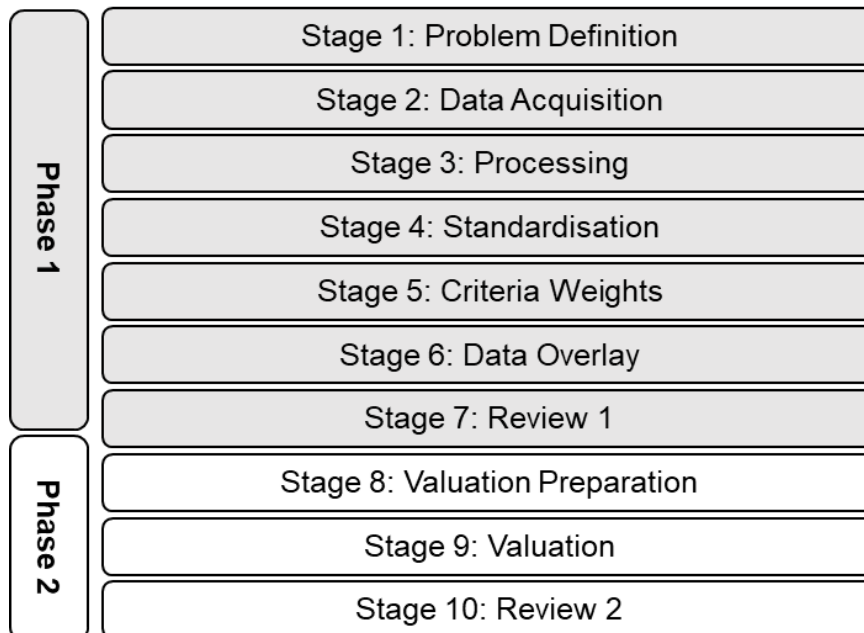 Phase 1
Stage 1: Problem Definition
Stage 2: Data Acquisition
Stage 3: Processing
Stage 4: Standardisation
Stage 5: Criteria Weights
Stage 6: Data Overlay
Stage 7: Review 1
Phase 2
Stage 8: Valuation Preparation
Stage 9: Valuation
Stage 10: Review 2